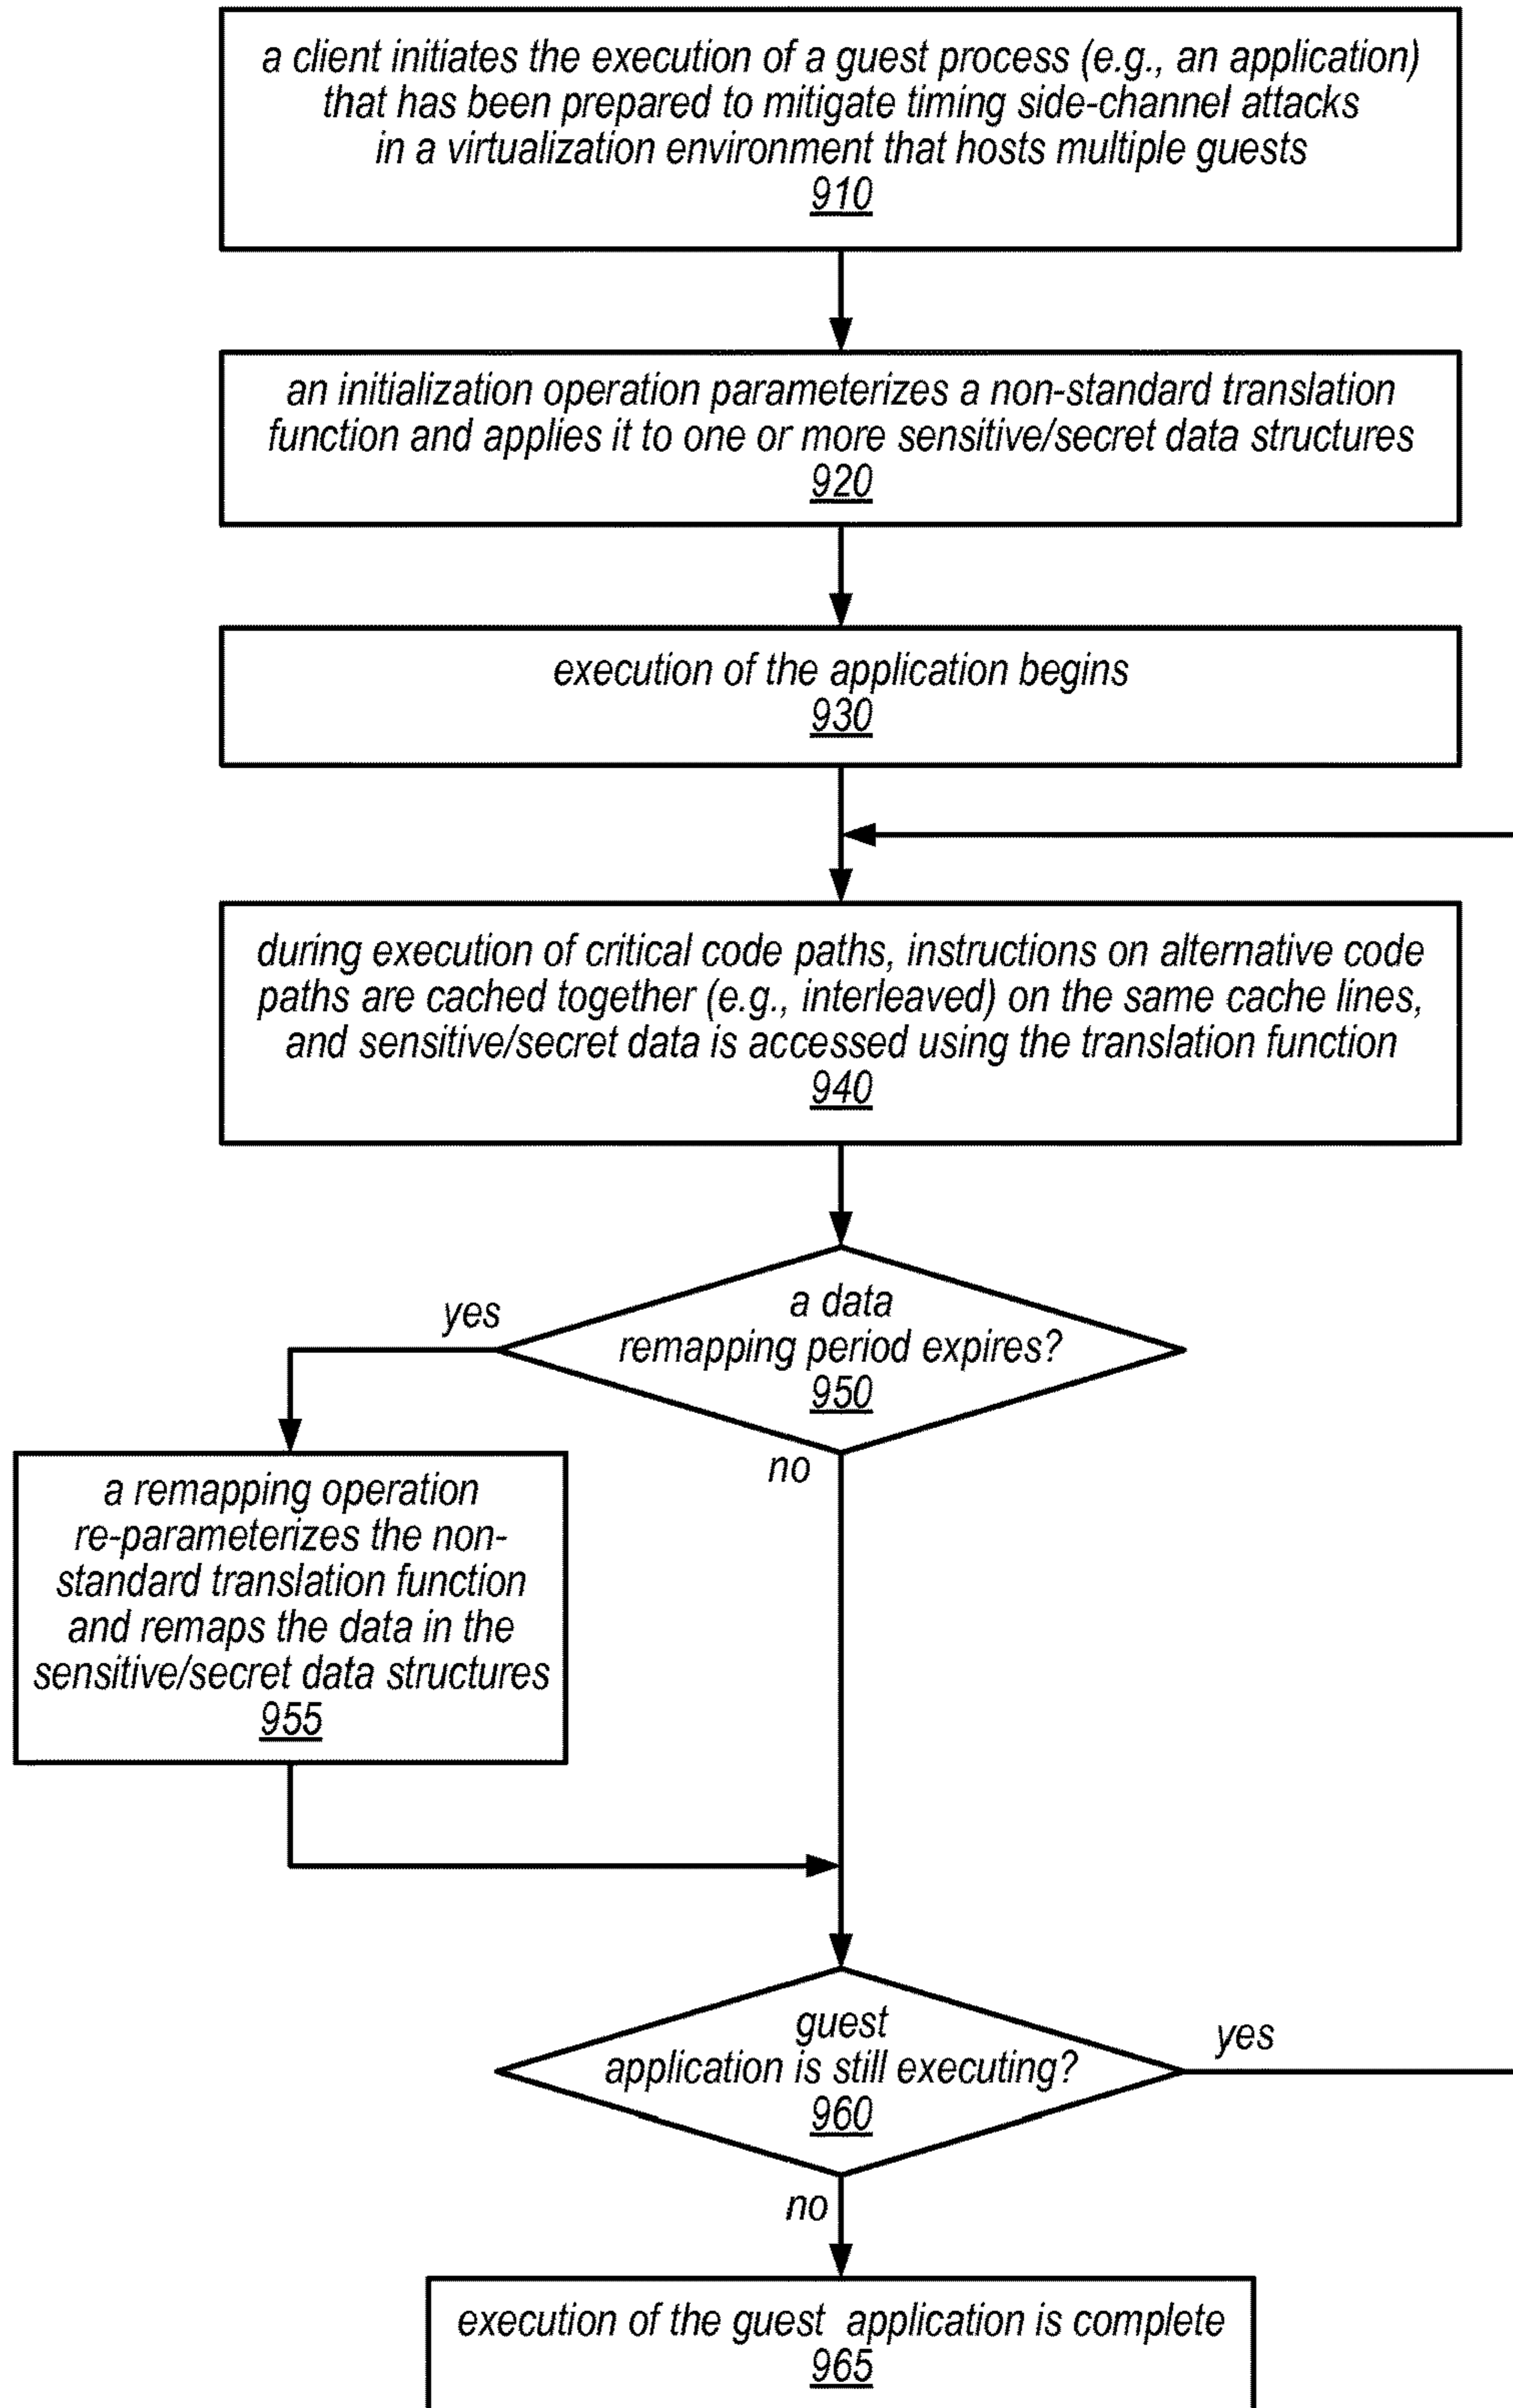 a client initiates the execution of a guest process (e.g., an application)
that has been prepared to mitigate timing side-channel attacks
in a virtualization environment that hosts multiple guests
910
an initialization operation parameterizes a non-standard translation
function and applies it to one or more sensitive/secret data structures
920
execution of the application begins
930
during execution of critical code paths, instructions on alternative code
paths are cached together (e.g., interleaved) on the same cache lines,
and sensitive/secret data is accessed using the translation function
940
a data
remapping period expires?
950
yes
no
a remapping operation
re-parameterizes the non-
standard translation function
and remaps the data in the
sensitive/secret data structures
955
guest
application is still executing?
960
yes
no
execution of the guest application is complete
965